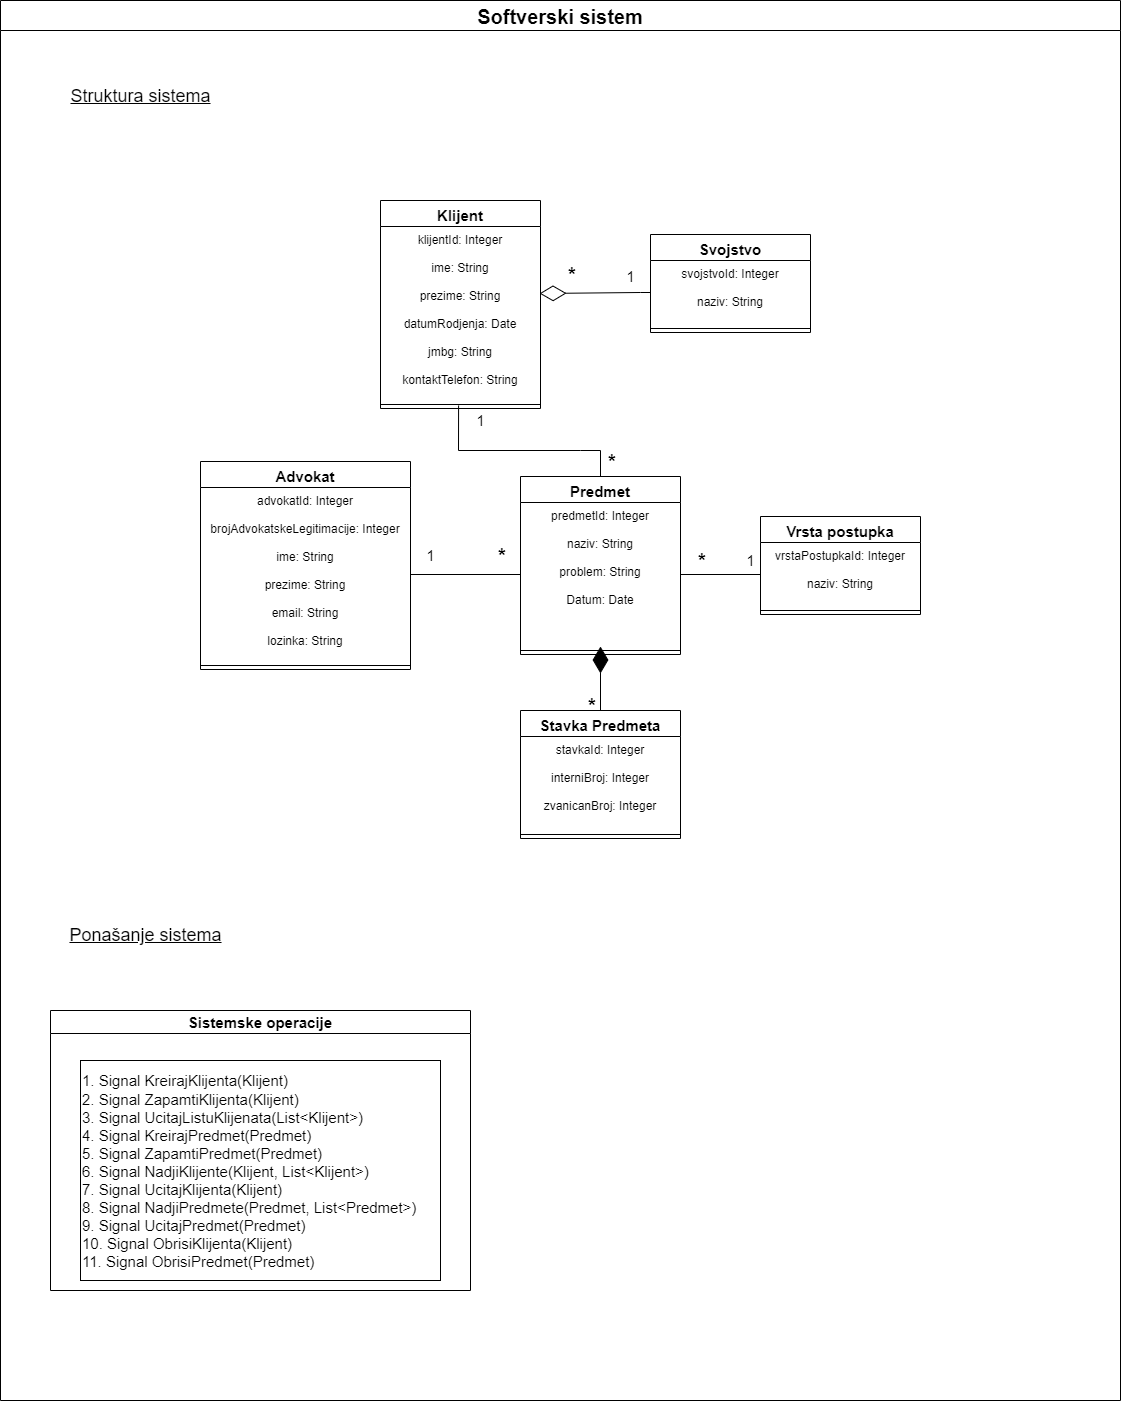 Softverski sistem
Struktura sistema
Klijent
klijentId: Integer
ime: String
prezime: String
datumRodjenja: Date
jmbg: String
kontaktTelefon: String
*
1
Svojstvo
svojstvoId: Integer
naziv: String
1
*
Advokat
advokatId: Integer
brojAdvokatskeLegitimacije: Integer
ime: String
prezime: String
email: String
lozinka: String
1
*
Predmet
predmetId: Integer
naziv: String
problem: String
Datum: Date
*
1
Vrsta postupka
vrstaPostupkaId: Integer
naziv: String
*
Stavka Predmeta
stavkaId: Integer
interniBroj: Integer
zvanicanBroj: Integer
Ponašanje sistema
Sistemske operacije
1. Signal KreirajKlijenta(Klijent)
2. Signal ZapamtiKlijenta(Klijent)
3. Signal UcitajListuKlijenata(List<Klijent>)
4. Signal KreirajPredmet(Predmet)
5. Signal ZapamtiPredmet(Predmet)
6. Signal NadjiKlijente(Klijent, List<Klijent>)
7. Signal UcitajKlijenta(Klijent)
8. Signal NadjiPredmete(Predmet, List<Predmet>)
9. Signal UcitajPredmet(Predmet)
10. Signal ObrisiKlijenta(Klijent)
11. Signal ObrisiPredmet(Predmet)